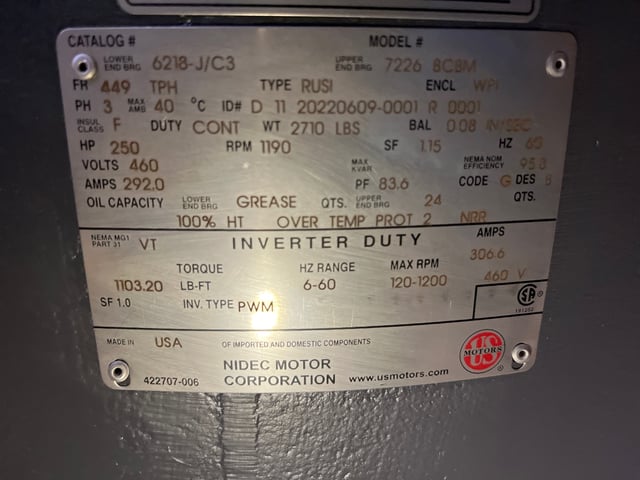 CATALOG # MODEL #
LOWER END BRG 6218-J/C3 UPPER END BRG 7226 BCBM
FR 449 TPH TYPE RUSI ENCL WPI
PH 3 MAX AMB 40 °C ID# D 11 20220609-0001 R 0001
INSUL CLASS F DUTY CONT WT 2710 LBS BAL 0.08 IN/SEC
HP 250 RPM 1190 SF 1.15 HZ 60
VOLTS 460 MAX KVAR NEMA NOM EFFICIENCY 95.8
AMPS 292.0 PF 83.6 CODE G DES B
OIL CAPACITY LOWER END BRG GREASE QTS. UPPER END BRG 24 QTS.
100% HT OVER TEMP PROT 2 NRR
NEMA MG1 PART 31 VT INVERTER DUTY AMPS
306.6
TORQUE HZ RANGE MAX RPM
1103.20 LB-FT 6-60 120-1200 460 V
SF 1.0 INV. TYPE PWM
SA ®
MADE IN USA OF IMPORTED AND DOMESTIC COMPONENTS
US MOTORS ®
NIDEC MOTOR
422707-006 CORPORATION www.usmotors.com